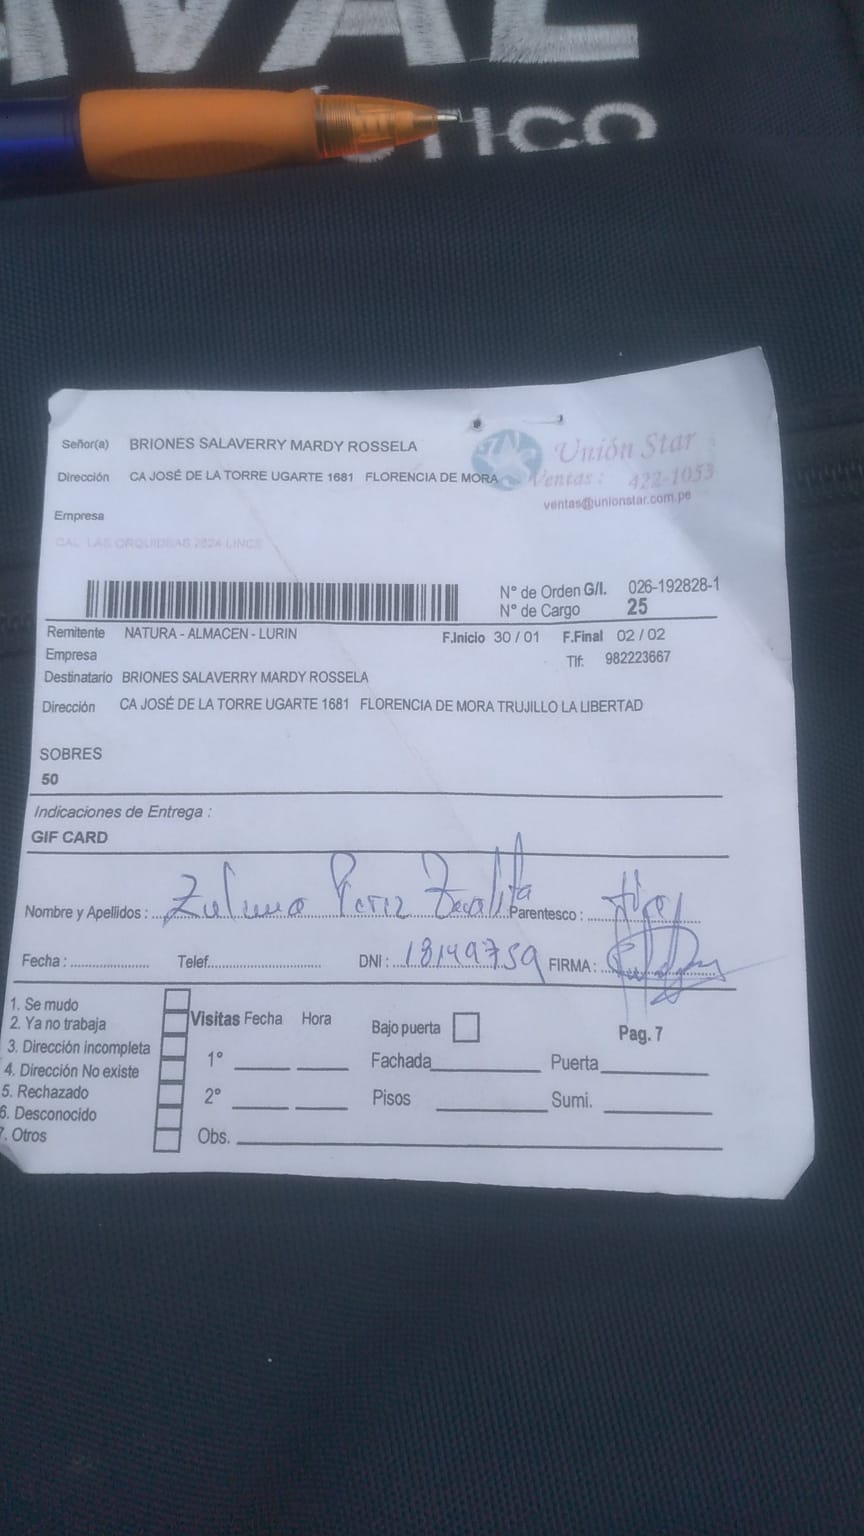 TICO
Señor(a) BRIONES SALAVERRY MARDY ROSSELA
Dirección CA JOSÉ DE LA TORRE UGARTE 1681 FLORENCIA DE MORA
Unión Star
Ventas: 422-1053
ventas@unionstar.com.pe
Empresa
CAL LAS ORQUIDEAS 2624 LINCE
N° de Orden G/I. 026-192828-1
N° de Cargo 25
Remitente NATURA - ALMACEN - LURIN F.Inicio 30 / 01 F.Final 02 / 02
Empresa Tlf: 982223667
Destinatario BRIONES SALAVERRY MARDY ROSSELA
Dirección CA JOSÉ DE LA TORRE UGARTE 1681 FLORENCIA DE MORA TRUJILLO LA LIBERTAD
SOBRES
50
Indicaciones de Entrega :
GIF CARD
Nombre y Apellidos : Zulma Perez Parentesco :
Fecha : Telef. DNI : 18149759 FIRMA :
1. Se mudo
2. Ya no trabaja
3. Dirección incompleta
4. Dirección No existe
5. Rechazado
6. Desconocido
7. Otros
Visitas Fecha Hora Bajo puerta Pag. 7
1° Fachada Puerta
2° Pisos Sumi.
Obs.